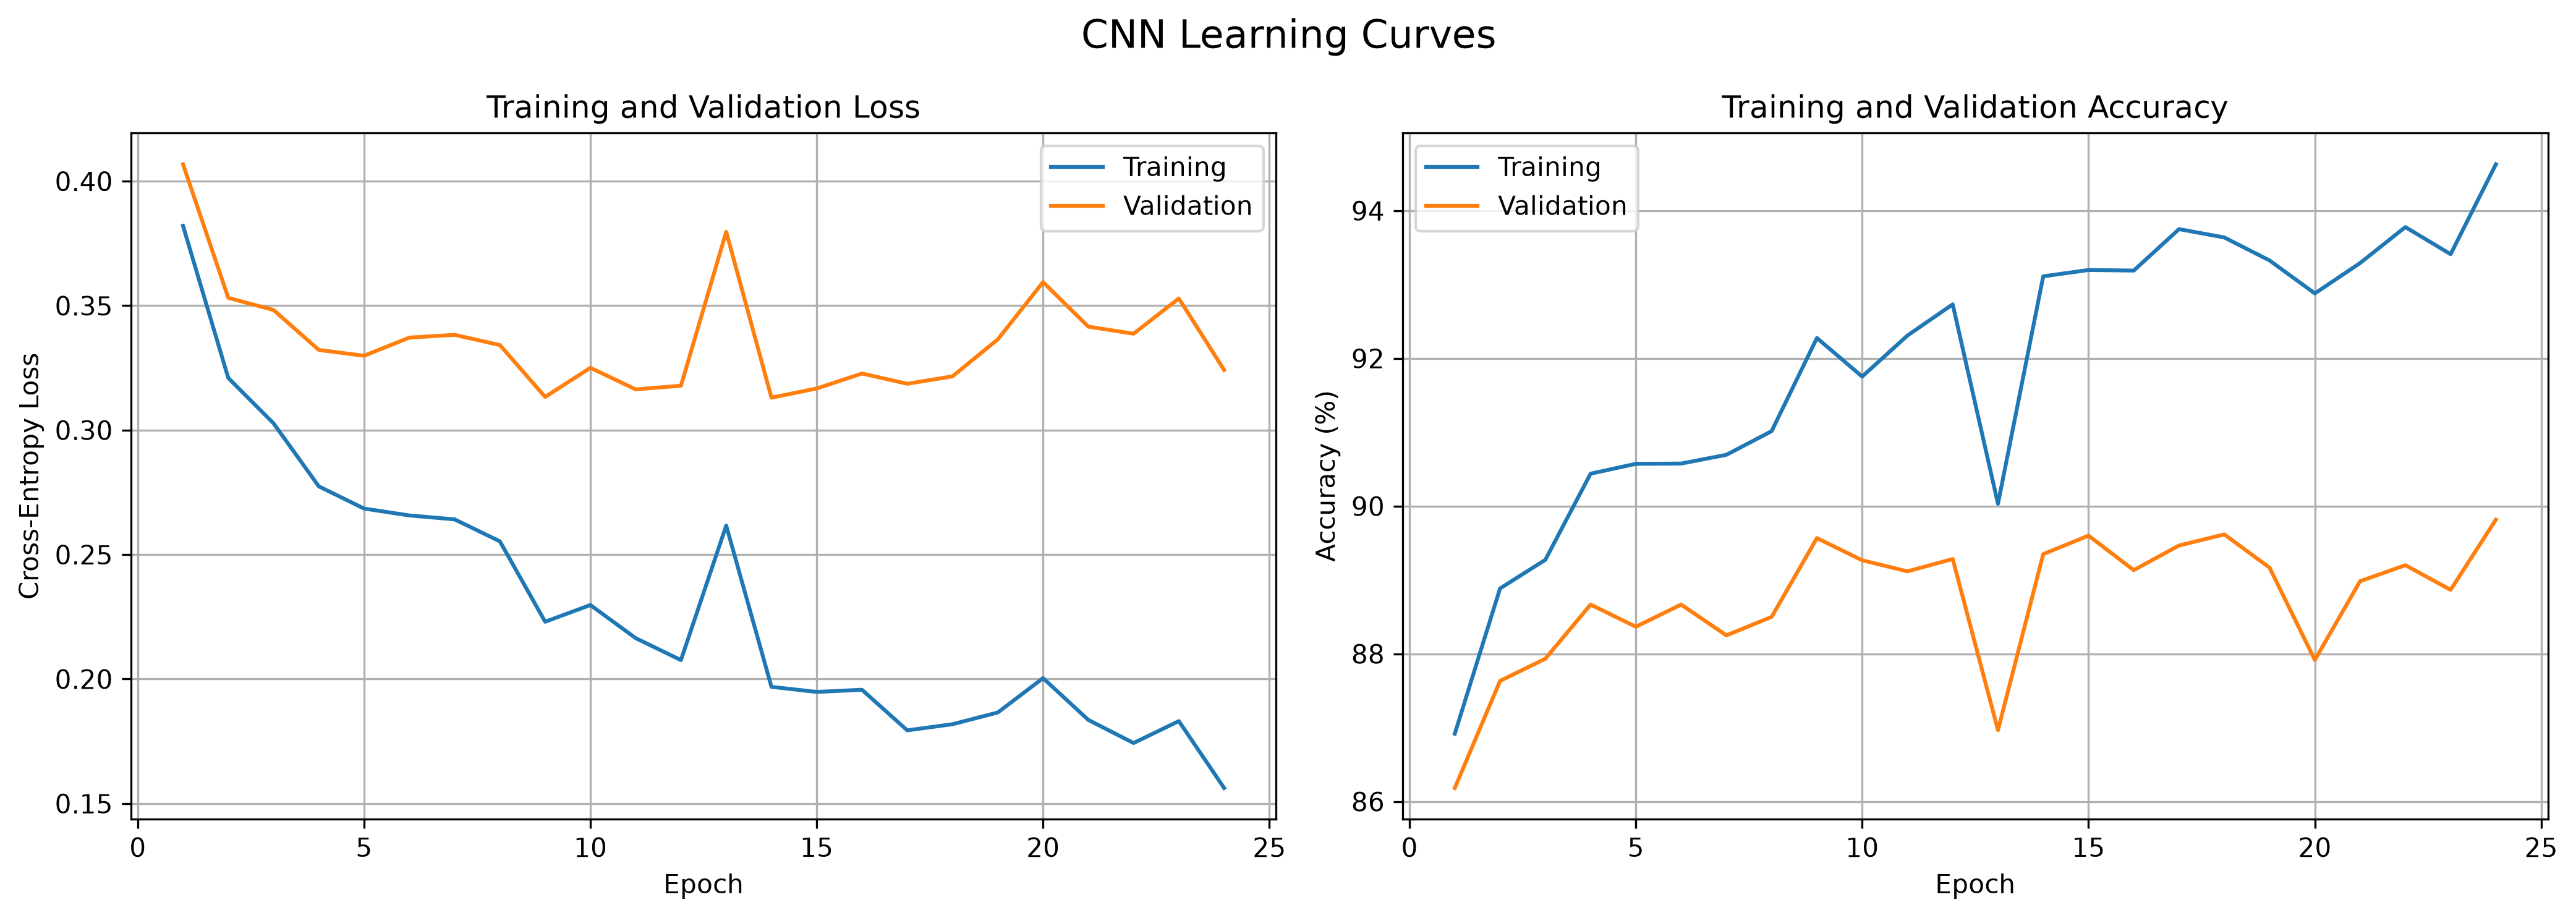 CNN Learning Curves
Training and Validation Loss
Training
Validation
Cross-Entropy Loss
0.40
0.35
0.30
0.25
0.20
0.15
0 5 10 15 20 25
Epoch
Training and Validation Accuracy
Training
Validation
Accuracy (%)
94
92
90
88
86
0 5 10 15 20 25
Epoch